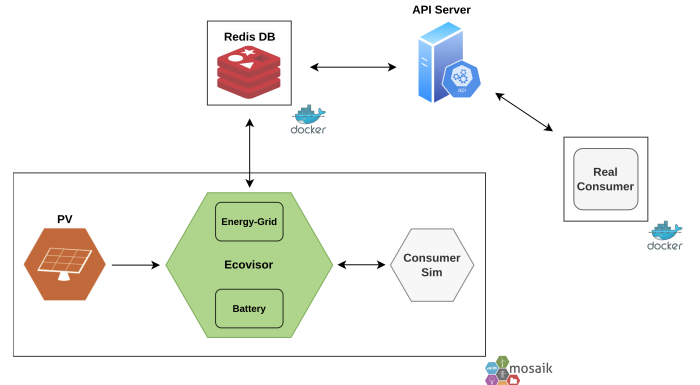 API Server
Redis DB
api
docker
Real
Consumer
docker
PV
Energy-Grid
Ecovisor
Battery
Consumer
Sim
mosaik